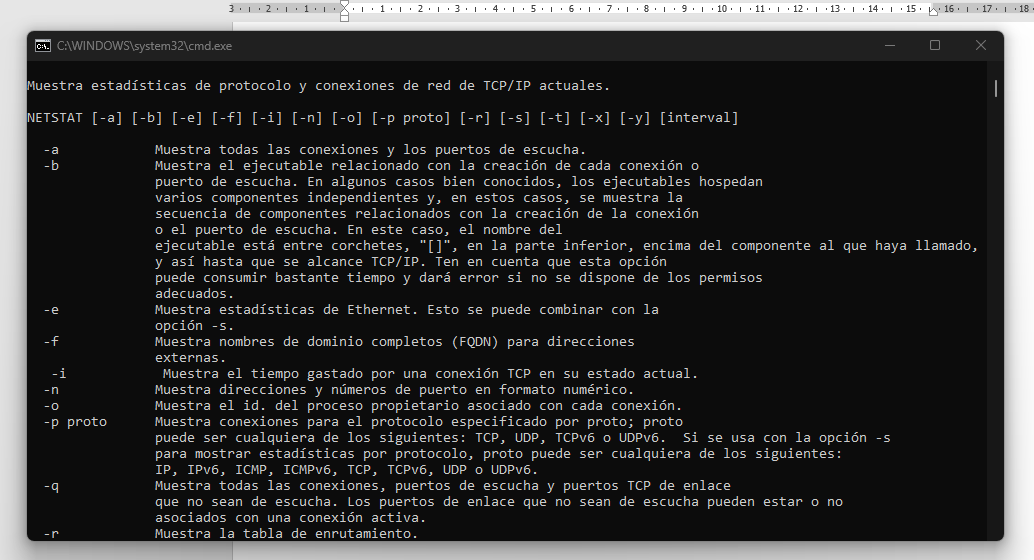 3 · 2 · 1 · 1 · 2 · 3 · 4 · 5 · 6 · 7 · 8 · 9 · 10 · 11 · 12 · 13 · 14 · 15 · 16 · 17 · 18
C:\WINDOWS\system32\cmd.exe
Muestra estadísticas de protocolo y conexiones de red de TCP/IP actuales.
NETSTAT [-a] [-b] [-e] [-f] [-i] [-n] [-o] [-p proto] [-r] [-s] [-t] [-x] [-y] [interval]
-a Muestra todas las conexiones y los puertos de escucha.
-b Muestra el ejecutable relacionado con la creación de cada conexión o
puerto de escucha. En algunos casos bien conocidos, los ejecutables hospedan
varios componentes independientes y, en estos casos, se muestra la
secuencia de componentes relacionados con la creación de la conexión
o el puerto de escucha. En este caso, el nombre del
ejecutable está entre corchetes, "[]", en la parte inferior, encima del componente al que haya llamado,
y así hasta que se alcance TCP/IP. Ten en cuenta que esta opción
puede consumir bastante tiempo y dará error si no se dispone de los permisos
adecuados.
-e Muestra estadísticas de Ethernet. Esto se puede combinar con la
opción -s.
-f Muestra nombres de dominio completos (FQDN) para direcciones
externas.
-i Muestra el tiempo gastado por una conexión TCP en su estado actual.
-n Muestra direcciones y números de puerto en formato numérico.
-o Muestra el id. del proceso propietario asociado con cada conexión.
-p proto Muestra conexiones para el protocolo especificado por proto; proto
puede ser cualquiera de los siguientes: TCP, UDP, TCPv6 o UDPv6. Si se usa con la opción -s
para mostrar estadísticas por protocolo, proto puede ser cualquiera de los siguientes:
IP, IPv6, ICMP, ICMPv6, TCP, TCPv6, UDP o UDPv6.
-q Muestra todas las conexiones, puertos de escucha y puertos TCP de enlace
que no sean de escucha. Los puertos de enlace que no sean de escucha pueden estar o no
asociados con una conexión activa.
-r Muestra la tabla de enrutamiento.